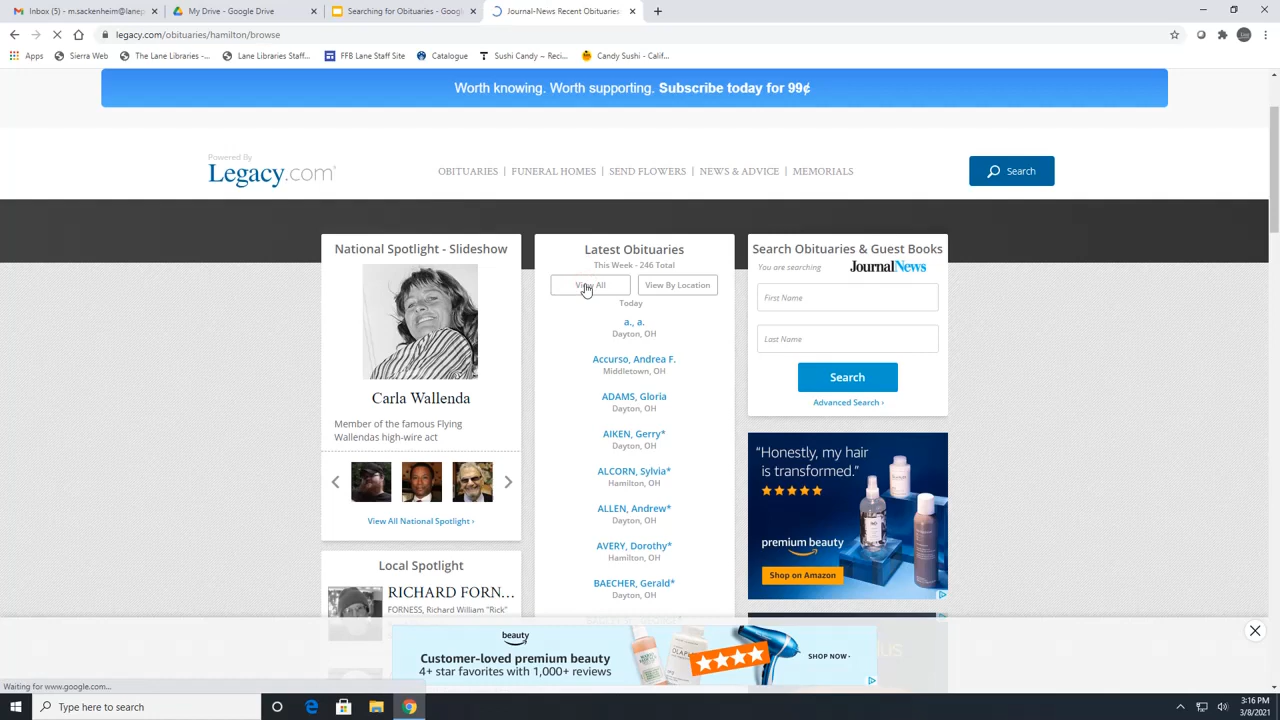 Inbox (5) - m.sackenheim@lanep
My Drive - Google Drive
Searching for Obituaries - Googl
Journal-News Recent Obituaries
legacy.com/obituaries/hamilton/browse
Apps
Sierra Web
The Lane Libraries -...
Lane Libraries Staf...
FFB Lane Staff Site
Catalogue
Sushi Candy -- Reci...
Candy Sushi - Calif...
Worth knowing. Worth supporting. Subscribe today for 99¢
Powered By
Legacy.com
OBITUARIES | FUNERAL HOMES | SEND FLOWERS | NEWS & ADVICE | MEMORIALS
Search
National Spotlight - Slideshow
Carla Wallenda
Member of the famous Flying
Wallendas high-wire act
View All National Spotlight ›
Local Spotlight
RICHARD FORN...
FORNESS, Richard William "Rick"
Latest Obituaries
This Week - 246 Total
View All
View By Location
Today
a., a.
Dayton, OH
Accurso, Andrea F.
Middletown, OH
ADAMS, Gloria
Dayton, OH
AIKEN, Gerry*
Dayton, OH
ALCORN, Sylvia*
Hamilton, OH
ALLEN, Andrew*
Dayton, OH
AVERY, Dorothy*
Hamilton, OH
BAECHER, Gerald*
Dayton, OH
Search Obituaries & Guest Books
You are searching
JournalNews
First Name
Last Name
Search
Advanced Search ›
“Honestly, my hair
is transformed.”
premium beauty
Shop on Amazon
beauty
Customer-loved premium beauty
4+ star favorites with 1,000+ reviews
SHOP NOW ›
Waiting for www.google.com...
Type here to search
3:16 PM
3/8/2021